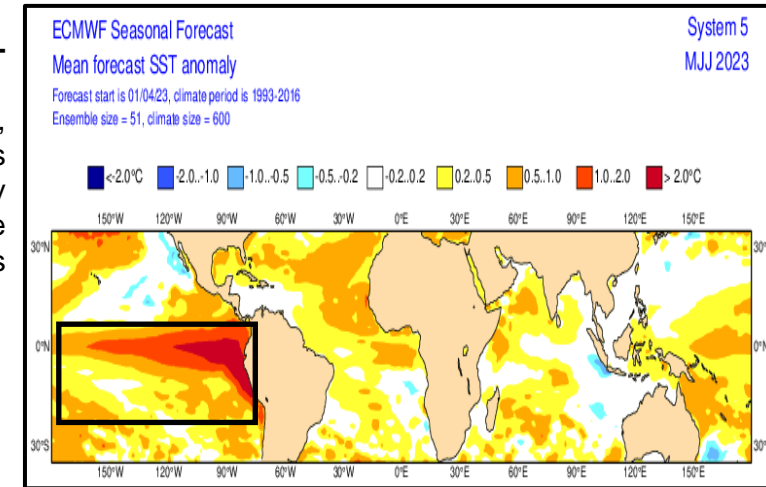 ECMWF Seasonal Forecast
System 5
Mean forecast SST anomaly
MJJ 2023
Forecast start is 01/04/23, climate period is 1993-2016
Ensemble size = 51, climate size = 600
<-2.0°C -2.0..-1.0 -1.0..-0.5 -0.5..-0.2 -0.2..0.2 0.2..0.5 0.5..1.0 1.0..2.0 > 2.0°C
150°W 120°W 90°W 60°W 30°W 0°E 30°E 60°E 90°E 120°E 150°E
30°N
0°N 0°N
30°S
150°W 120°W 90°W 60°W 30°W 0°E 30°E 60°E 90°E 120°E 150°E